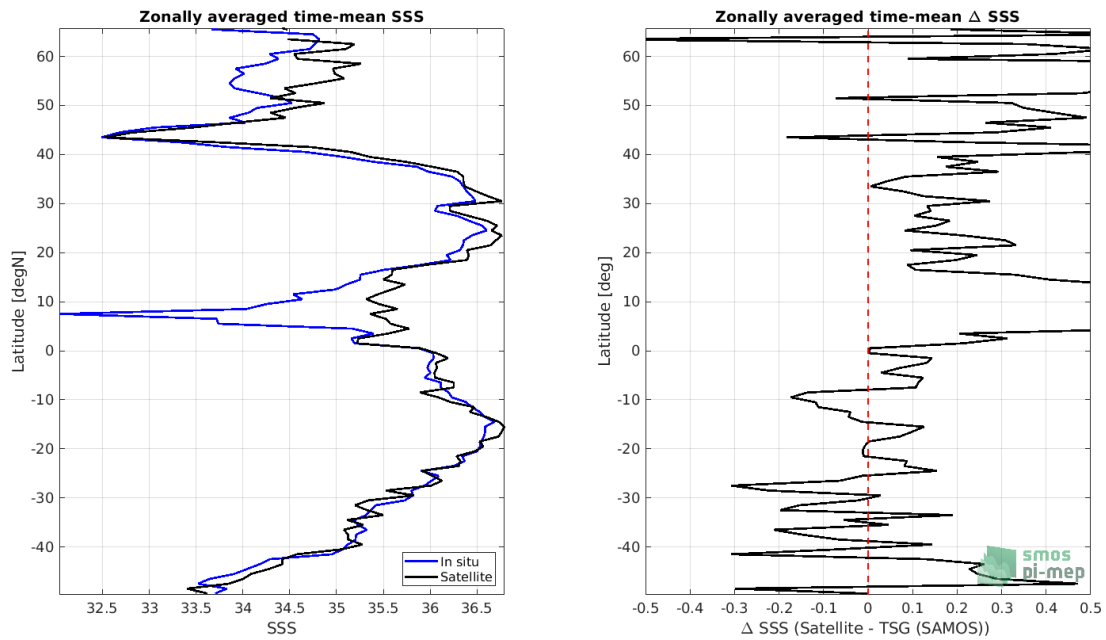 Zonally averaged time-mean SSS
Latitude [degN]
60
50
40
30
20
10
0
-10
-20
-30
-40
32.5 33 33.5 34 34.5 35 35.5 36 36.5
SSS
In situ
Satellite
Zonally averaged time-mean Δ SSS
Latitude [deg]
60
50
40
30
20
10
0
-10
-20
-30
-40
-0.5 -0.4 -0.3 -0.2 -0.1 0 0.1 0.2 0.3 0.4 0.5
Δ SSS (Satellite - TSG (SAMOS))
smos
pi-mep